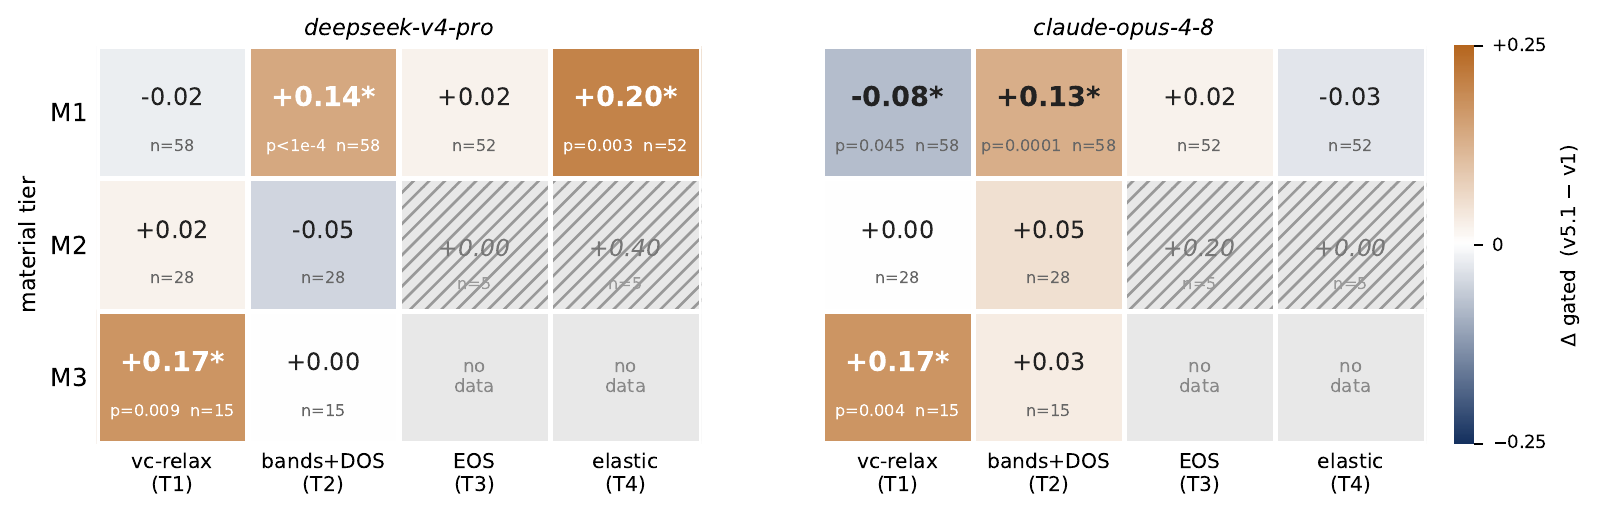 deepseek-v4-pro
claude-opus-4-8
material tier
M1
-0.02
n=58
+0.14*
p<1e-4 n=58
+0.02
n=52
+0.20*
p=0.003 n=52
-0.08*
p=0.045 n=58
+0.13*
p=0.0001 n=58
+0.02
n=52
-0.03
n=52
M2
+0.02
n=28
-0.05
n=28
+0.00
n=5
+0.40
n=5
+0.00
n=28
+0.05
n=28
+0.20
n=5
+0.00
n=5
M3
+0.17*
p=0.009 n=15
+0.00
n=15
no
data
no
data
+0.17*
p=0.004 n=15
+0.03
n=15
no
data
no
data
vc-relax
(T1)
bands+DOS
(T2)
EOS
(T3)
elastic
(T4)
vc-relax
(T1)
bands+DOS
(T2)
EOS
(T3)
elastic
(T4)
+0.25
0
−0.25
Δ gated (v5.1 − v1)